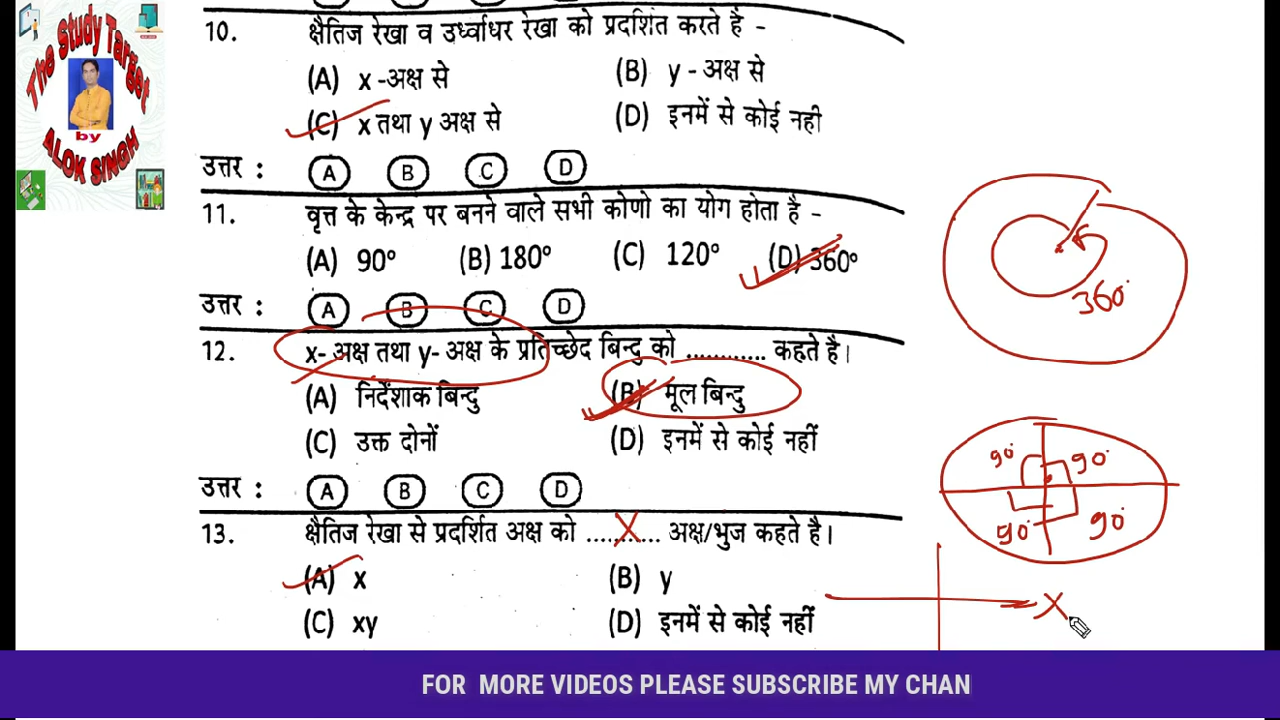 The Study Target
by
ALOK SINGH
10. क्षैतिज रेखा व उर्ध्वाधर रेखा को प्रदर्शित करते है -
(A) x -अक्ष से (B) y - अक्ष से
(C) x तथा y अक्ष से (D) इनमें से कोई नही
उत्तर : A B C D
11. वृत्त के केन्द्र पर बनने वाले सभी कोणो का योग होता है -
(A) 90° (B) 180° (C) 120° (D) 360°
360°
उत्तर : A B C D
12. x- अक्ष तथा y- अक्ष के प्रतिच्छेद बिन्दु को ............ कहते है।
(A) निर्देशाक बिन्दु (B) मूल बिन्दु
(C) उक्त दोनों (D) इनमें से कोई नहीं
90° 90°
90° 90°
उत्तर : A B C D
13. क्षैतिज रेखा से प्रदर्शित अक्ष को ....X.... अक्ष/भुज कहते है।
(A) x (B) y
X
(C) xy (D) इनमें से कोई नहीं
FOR MORE VIDEOS PLEASE SUBSCRIBE MY CHAN